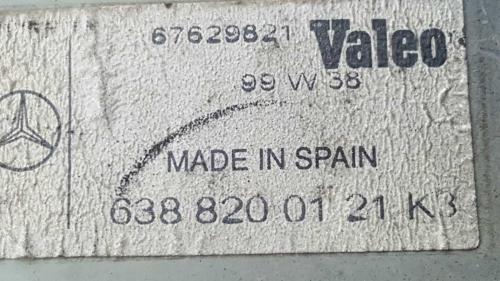 67629821 Valeo
99 W 38
MADE IN SPAIN
638 820 01 21 K3